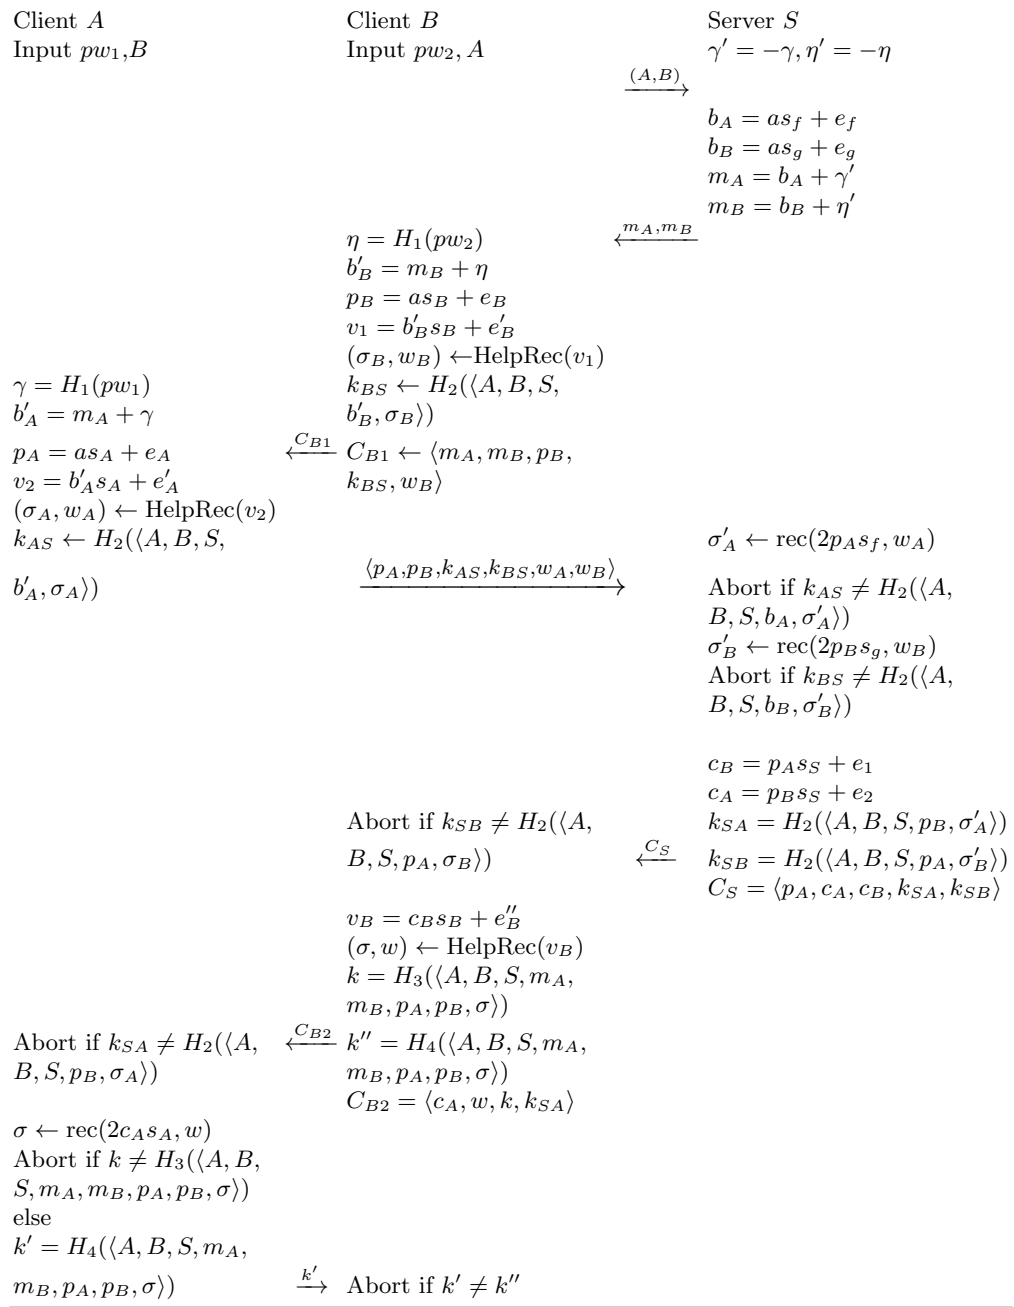 Client A Client B Server S
Input pw₁,B Input pw₂, A γ′ = −γ, η′ = −η
(A,B)
b_A = as_f + e_f
b_B = as_g + e_g
m_A = b_A + γ′
m_B = b_B + η′
η = H₁(pw₂) m_A,m_B
b′_B = m_B + η
p_B = as_B + e_B
v₁ = b′_B s_B + e′_B
(σ_B, w_B) ←HelpRec(v₁)
γ = H₁(pw₁) k_BS ← H₂(⟨A, B, S,
b′_A = m_A + γ b′_B, σ_B⟩)
p_A = as_A + e_A C_B1 C_B1 ← ⟨m_A, m_B, p_B,
v₂ = b′_A s_A + e′_A k_BS, w_B⟩
(σ_A, w_A) ← HelpRec(v₂)
k_AS ← H₂(⟨A, B, S, σ′_A ← rec(2p_A s_f, w_A)
b′_A, σ_A⟩) ⟨p_A,p_B,k_AS,k_BS,w_A,w_B⟩ Abort if k_AS ≠ H₂(⟨A,
B, S, b_A, σ′_A⟩)
σ′_B ← rec(2p_B s_g, w_B)
Abort if k_BS ≠ H₂(⟨A,
B, S, b_B, σ′_B⟩)
c_B = p_A s_S + e₁
c_A = p_B s_S + e₂
Abort if k_SB ≠ H₂(⟨A, k_SA = H₂(⟨A, B, S, p_B, σ′_A⟩)
B, S, p_A, σ_B⟩) C_S k_SB = H₂(⟨A, B, S, p_A, σ′_B⟩)
C_S = ⟨p_A, c_A, c_B, k_SA, k_SB⟩
v_B = c_B s_B + e″_B
(σ, w) ← HelpRec(v_B)
k = H₃(⟨A, B, S, m_A,
m_B, p_A, p_B, σ⟩)
Abort if k_SA ≠ H₂(⟨A, C_B2 k″ = H₄(⟨A, B, S, m_A,
B, S, p_B, σ_A⟩) m_B, p_A, p_B, σ⟩)
C_B2 = ⟨c_A, w, k, k_SA⟩
σ ← rec(2c_A s_A, w)
Abort if k ≠ H₃(⟨A, B,
S, m_A, m_B, p_A, p_B, σ⟩)
else
k′ = H₄(⟨A, B, S, m_A,
m_B, p_A, p_B, σ⟩) k′ Abort if k′ ≠ k″